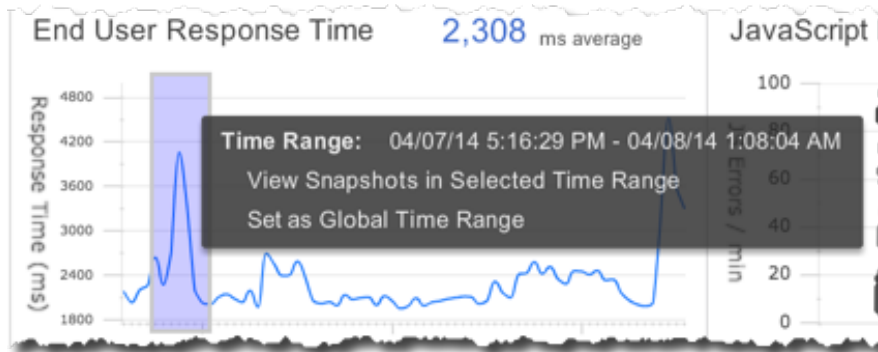 End User Response Time
2,308 ms average
JavaScript
Response Time (ms)
4800
4200
3600
3000
2400
1800
Time Range: 04/07/14 5:16:29 PM - 04/08/14 1:08:04 AM
View Snapshots in Selected Time Range
Set as Global Time Range
100
80
60
40
20
0
JS Errors / min